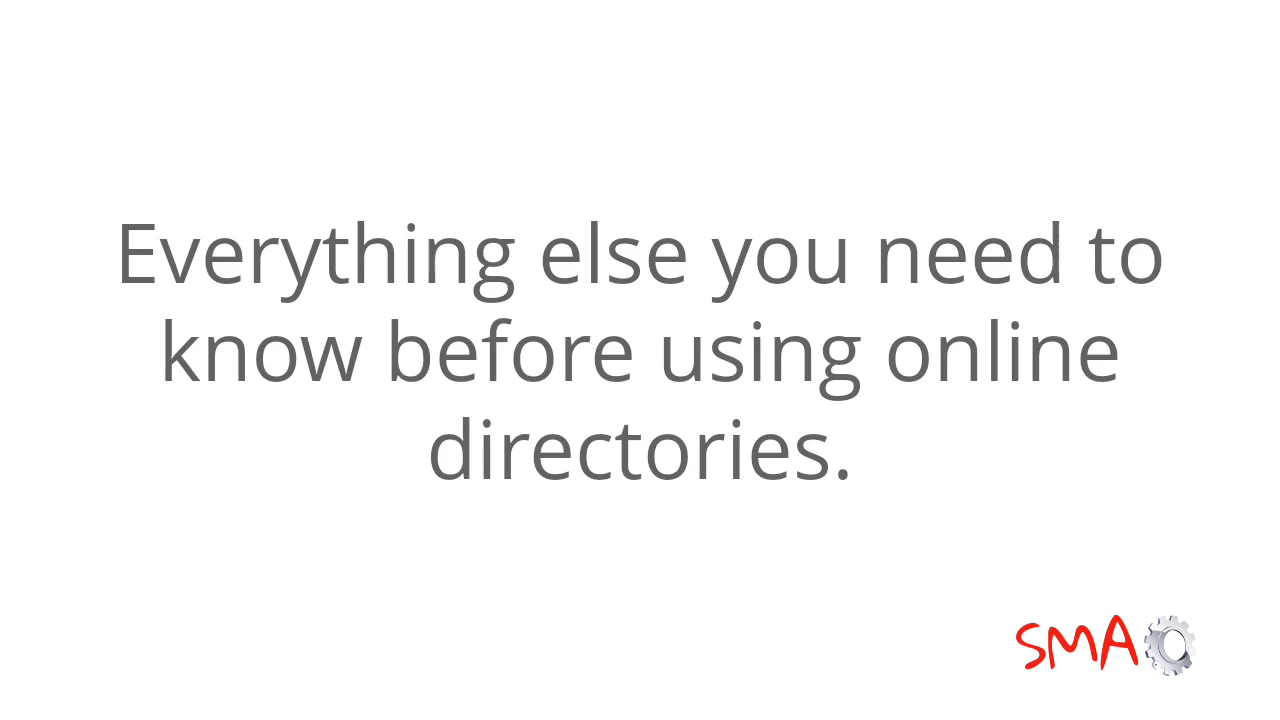 Everything else you need to
know before using online
directories.
SMA